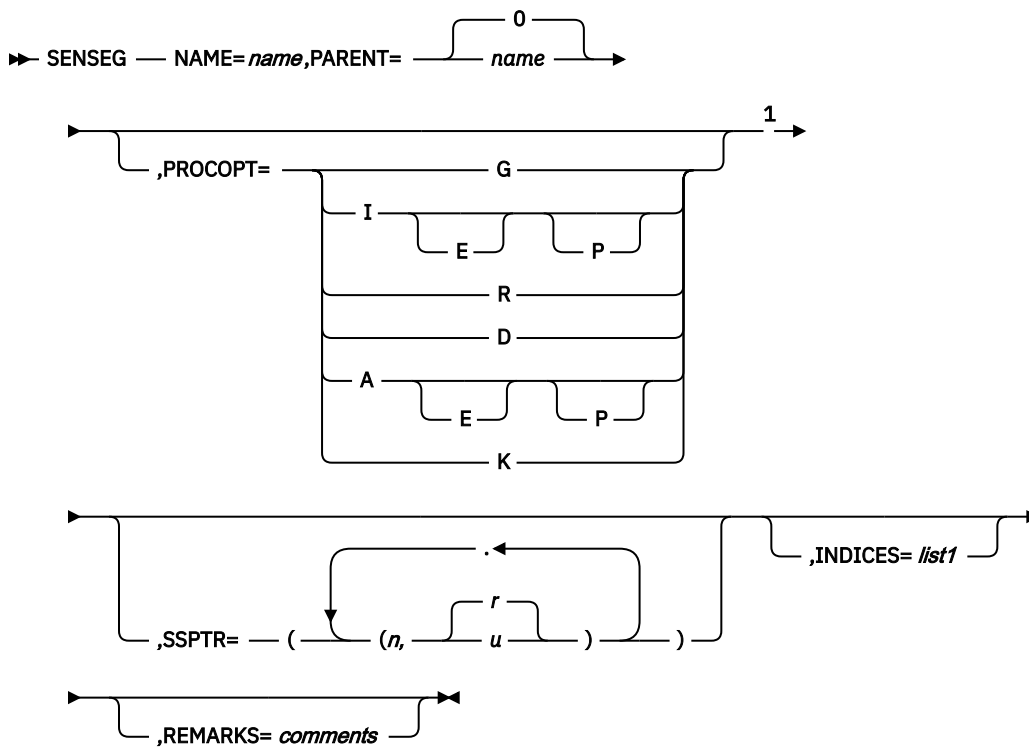 0
SENSEG NAME= name,PARENT= name
1
,PROCOPT= G
I
E P
R
D
A
E P
K
.
,INDICES= list1
r
,SSPTR= ( (n, u ) )
,REMARKS= comments